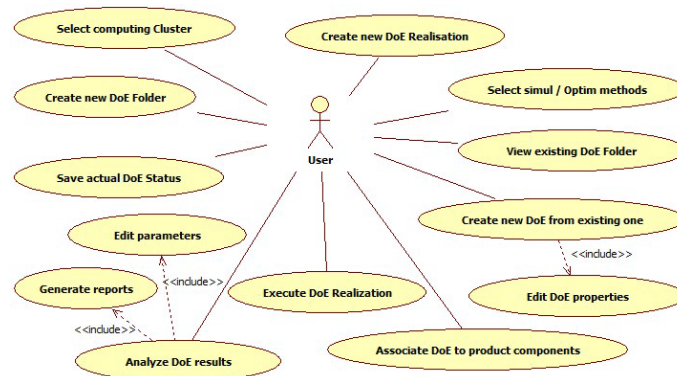 Select computing Cluster
Create new DoE Realisation
Create new DoE Folder
Select simul / Optim methods
User
View existing DoE Folder
Save actual DoE Status
Create new DoE from existing one
Edit parameters
<<include>>
<<include>>
Generate reports
Execute DoE Realization
Edit DoE properties
<<include>>
Analyze DoE results
Associate DoE to product components